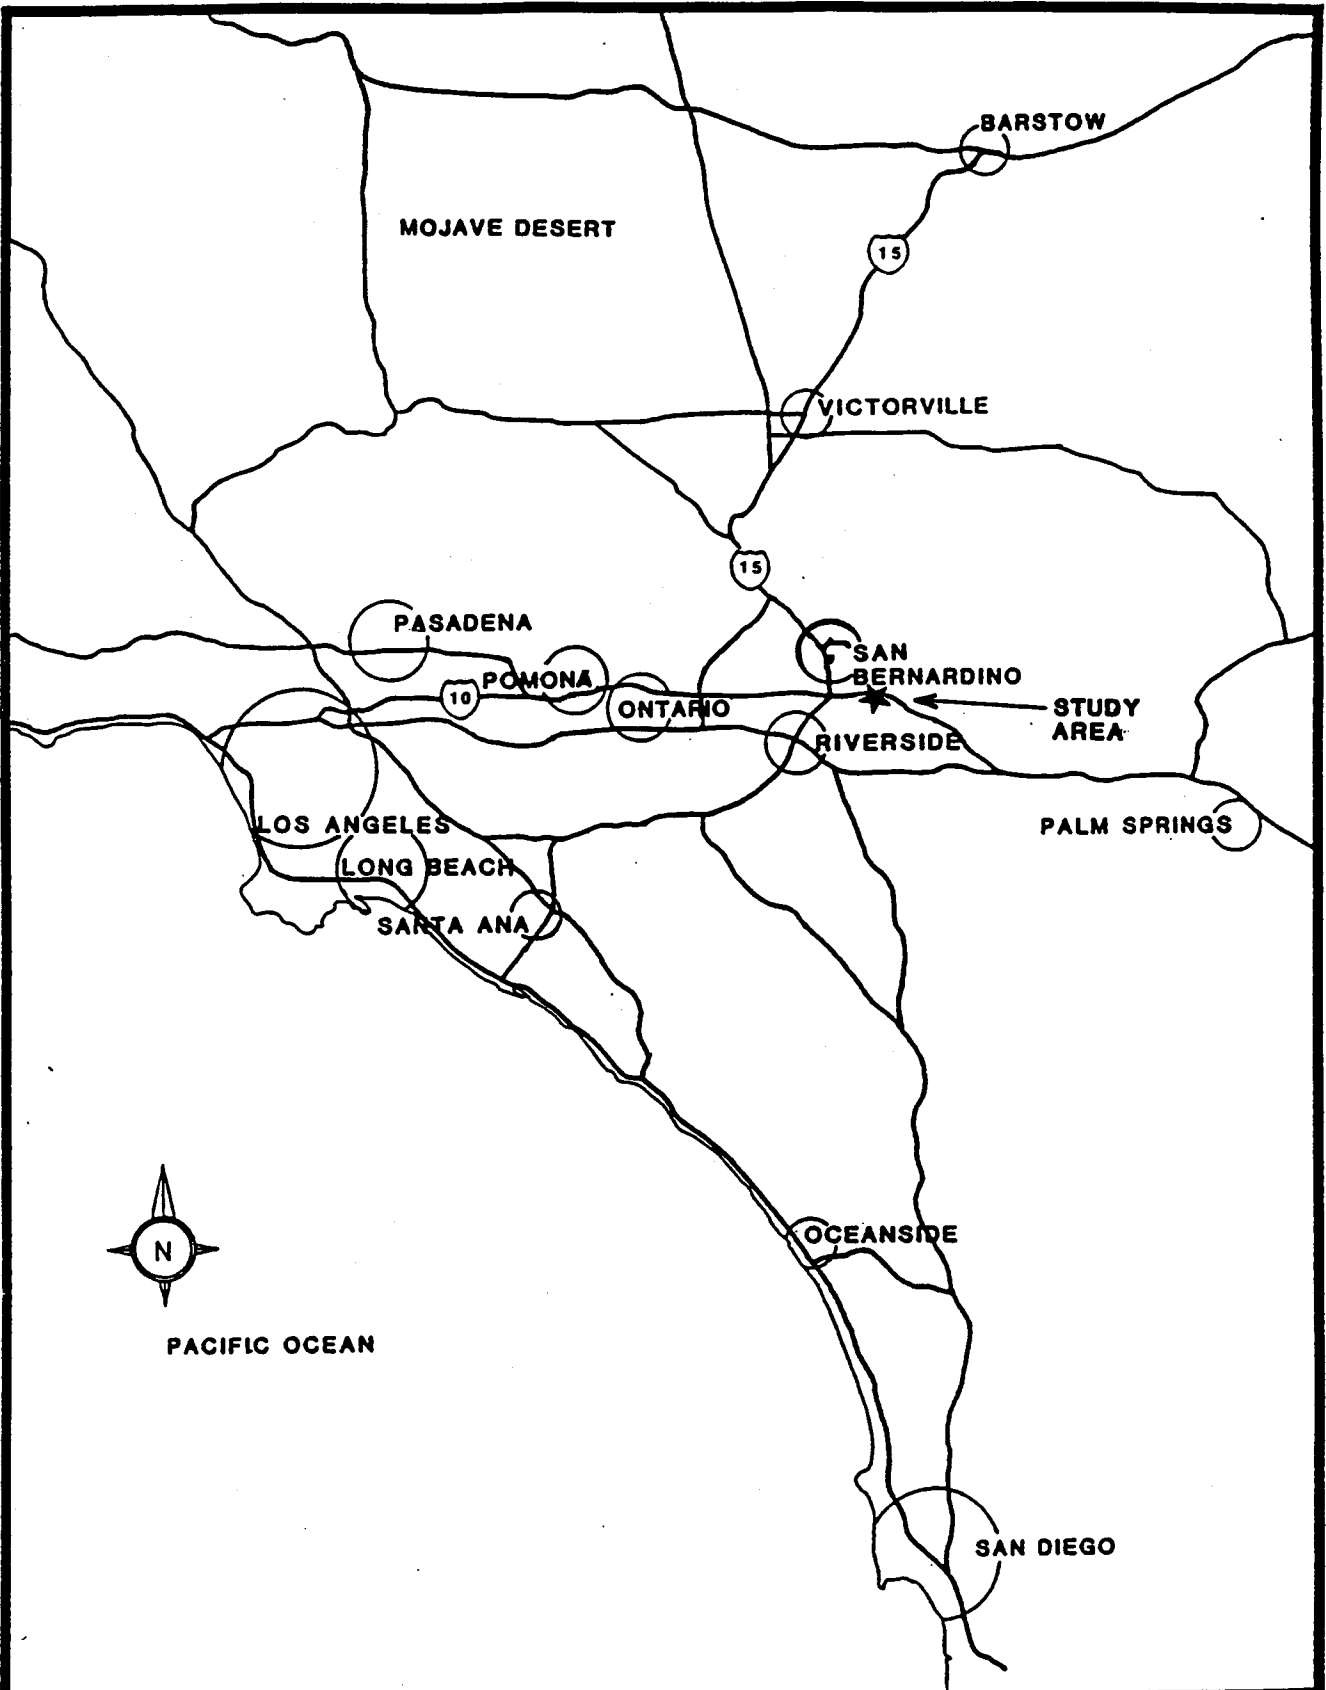 BARSTOW
MOJAVE DESERT
15
VICTORVILLE
15
PASADENA
SAN
BERNARDINO
POMONA
10
ONTARIO
STUDY
AREA
RIVERSIDE
LOS ANGELES
PALM SPRINGS
LONG BEACH
SANTA ANA
OCEANSIDE
N
PACIFIC OCEAN
SAN DIEGO